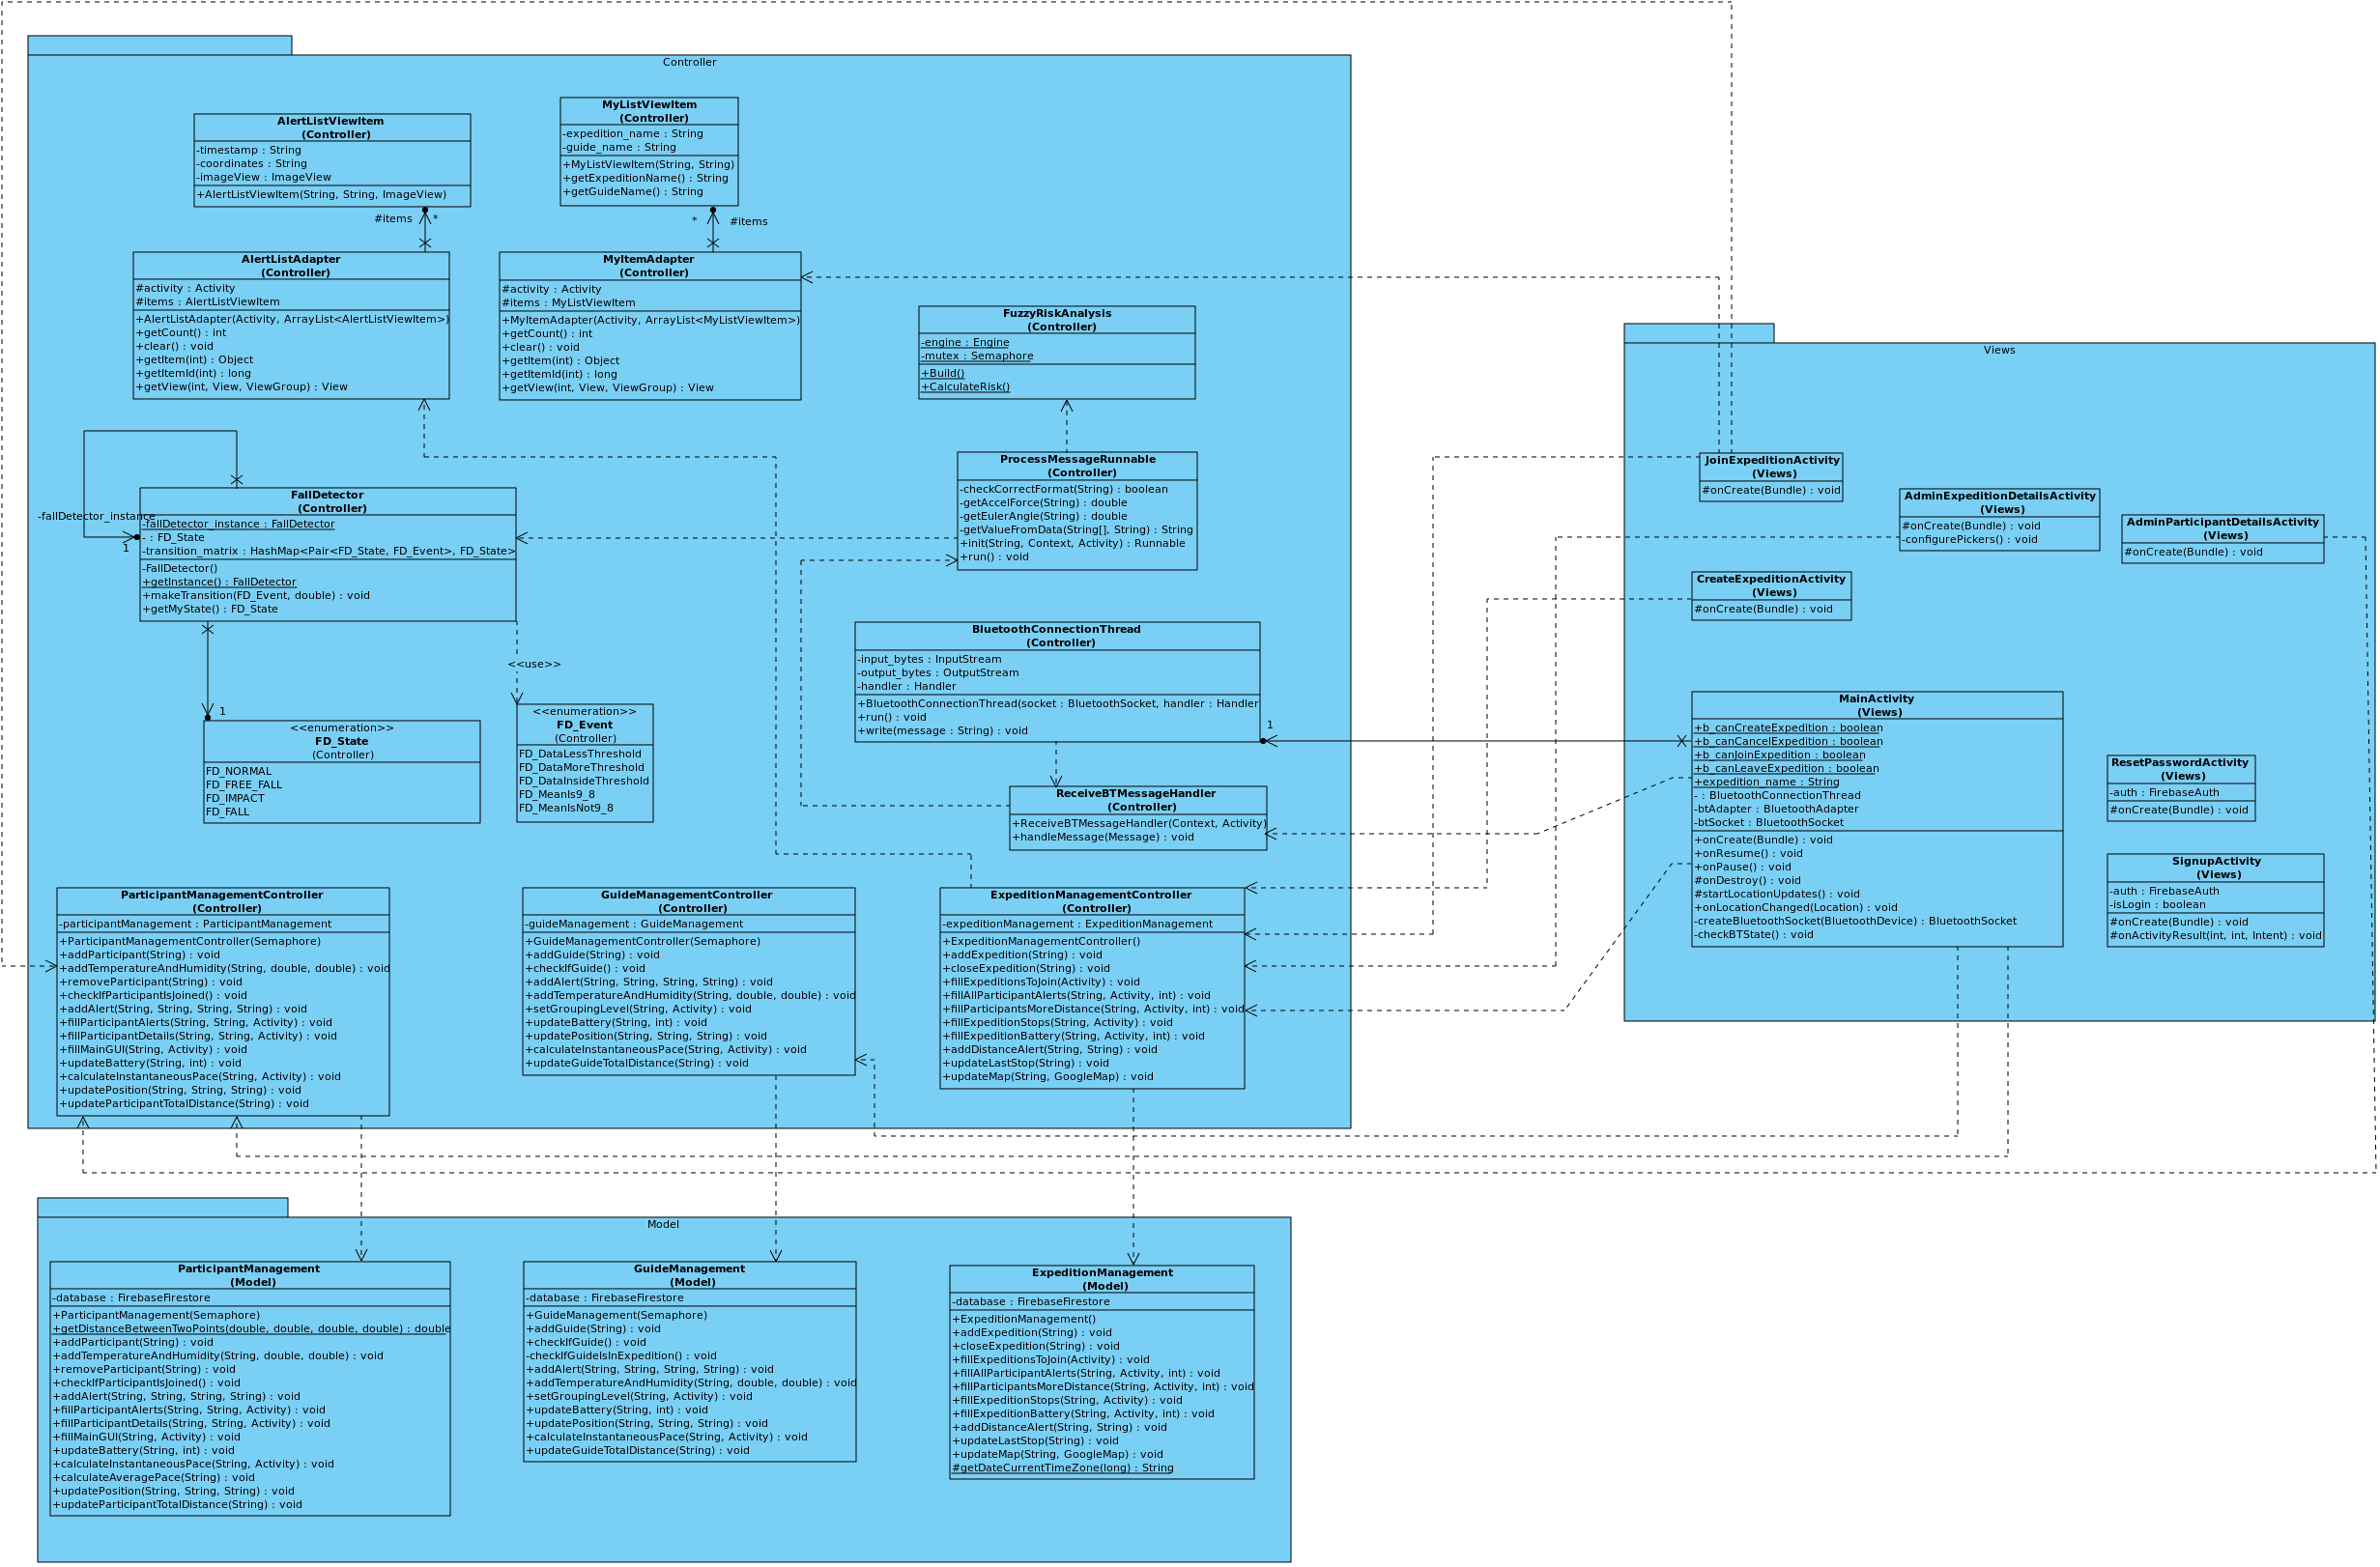 Controller
AlertListViewItem
(Controller)
-timestamp : String
-coordinates : String
-imageView : ImageView
+AlertListViewItem(String, String, ImageView)
#items
*
MyListViewItem
(Controller)
-expedition_name : String
-guide_name : String
+MyListViewItem(String, String)
+getExpeditionName() : String
+getGuideName() : String
*
#items
AlertListAdapter
(Controller)
#activity : Activity
#items : AlertListViewItem
+AlertListAdapter(Activity, ArrayList<AlertListViewItem>)
+getCount() : int
+clear() : void
+getItem(int) : Object
+getItemId(int) : long
+getView(int, View, ViewGroup) : View
MyItemAdapter
(Controller)
#activity : Activity
#items : MyListViewItem
+MyItemAdapter(Activity, ArrayList<MyListViewItem>)
+getCount() : int
+clear() : void
+getItem(int) : Object
+getItemId(int) : long
+getView(int, View, ViewGroup) : View
FuzzyRiskAnalysis
(Controller)
-engine : Engine
-mutex : Semaphore
+Build()
+CalculateRisk()
ProcessMessageRunnable
(Controller)
-checkCorrectFormat(String) : boolean
-getAccelForce(String) : double
-getEulerAngle(String) : double
-getValueFromData(String[], String) : String
+init(String, Context, Activity) : Runnable
+run() : void
FallDetector
(Controller)
-fallDetector_instance : FallDetector
- : FD_State
-transition_matrix : HashMap<Pair<FD_State, FD_Event>, FD_State>
-FallDetector()
+getInstance() : FallDetector
+makeTransition(FD_Event, double) : void
+getMyState() : FD_State
-fallDetector_instance
1
<<use>>
1
<<enumeration>>
FD_State
(Controller)
FD_NORMAL
FD_FREE_FALL
FD_IMPACT
FD_FALL
<<enumeration>>
FD_Event
(Controller)
FD_DataLessThreshold
FD_DataMoreThreshold
FD_DataInsideThreshold
FD_MeanIs9_8
FD_MeanIsNot9_8
BluetoothConnectionThread
(Controller)
-input_bytes : InputStream
-output_bytes : OutputStream
-handler : Handler
+BluetoothConnectionThread(socket : BluetoothSocket, handler : Handler
+run() : void
+write(message : String) : void
1
ReceiveBTMessageHandler
(Controller)
+ReceiveBTMessageHandler(Context, Activity)
+handleMessage(Message) : void
ParticipantManagementController
(Controller)
-participantManagement : ParticipantManagement
+ParticipantManagementController(Semaphore)
+addParticipant(String) : void
+addTemperatureAndHumidity(String, double, double) : void
+removeParticipant(String) : void
+checkIfParticipantIsJoined() : void
+addAlert(String, String, String, String) : void
+fillParticipantAlerts(String, String, Activity) : void
+fillParticipantDetails(String, String, Activity) : void
+fillMainGUI(String, Activity) : void
+updateBattery(String, int) : void
+calculateInstantaneousPace(String, Activity) : void
+updatePosition(String, String, String) : void
+updateParticipantTotalDistance(String) : void
GuideManagementController
(Controller)
-guideManagement : GuideManagement
+GuideManagementController(Semaphore)
+addGuide(String) : void
+checkIfGuide() : void
+addAlert(String, String, String, String) : void
+addTemperatureAndHumidity(String, double, double) : void
+setGroupingLevel(String, Activity) : void
+updateBattery(String, int) : void
+updatePosition(String, String, String) : void
+calculateInstantaneousPace(String, Activity) : void
+updateGuideTotalDistance(String) : void
ExpeditionManagementController
(Controller)
-expeditionManagement : ExpeditionManagement
+ExpeditionManagementController()
+addExpedition(String) : void
+closeExpedition(String) : void
+fillExpeditionsToJoin(Activity) : void
+fillAllParticipantAlerts(String, Activity, int) : void
+fillParticipantsMoreDistance(String, Activity, int) : void
+fillExpeditionStops(String, Activity) : void
+fillExpeditionBattery(String, Activity, int) : void
+addDistanceAlert(String, String) : void
+updateLastStop(String) : void
+updateMap(String, GoogleMap) : void
Views
JoinExpeditionActivity
(Views)
#onCreate(Bundle) : void
AdminExpeditionDetailsActivity
(Views)
#onCreate(Bundle) : void
-configurePickers() : void
AdminParticipantDetailsActivity
(Views)
#onCreate(Bundle) : void
CreateExpeditionActivity
(Views)
#onCreate(Bundle) : void
MainActivity
(Views)
+b_canCreateExpedition : boolean
+b_canCancelExpedition : boolean
+b_canJoinExpedition : boolean
+b_canLeaveExpedition : boolean
+expedition_name : String
- : BluetoothConnectionThread
-btAdapter : BluetoothAdapter
-btSocket : BluetoothSocket
+onCreate(Bundle) : void
+onResume() : void
+onPause() : void
#onDestroy() : void
#startLocationUpdates() : void
+onLocationChanged(Location) : void
-createBluetoothSocket(BluetoothDevice) : BluetoothSocket
-checkBTState() : void
ResetPasswordActivity
(Views)
-auth : FirebaseAuth
#onCreate(Bundle) : void
SignupActivity
(Views)
-auth : FirebaseAuth
-isLogin : boolean
#onCreate(Bundle) : void
#onActivityResult(int, int, Intent) : void
Model
ParticipantManagement
(Model)
-database : FirebaseFirestore
+ParticipantManagement(Semaphore)
+getDistanceBetweenTwoPoints(double, double, double, double) : double
+addParticipant(String) : void
+addTemperatureAndHumidity(String, double, double) : void
+removeParticipant(String) : void
+checkIfParticipantIsJoined() : void
+addAlert(String, String, String, String) : void
+fillParticipantAlerts(String, String, Activity) : void
+fillParticipantDetails(String, String, Activity) : void
+fillMainGUI(String, Activity) : void
+updateBattery(String, int) : void
+calculateInstantaneousPace(String, Activity) : void
+calculateAveragePace(String) : void
+updatePosition(String, String, String) : void
+updateParticipantTotalDistance(String) : void
GuideManagement
(Model)
-database : FirebaseFirestore
+GuideManagement(Semaphore)
+addGuide(String) : void
+checkIfGuide() : void
-checkIfGuideIsInExpedition() : void
+addAlert(String, String, String, String) : void
+addTemperatureAndHumidity(String, double, double) : void
+setGroupingLevel(String, Activity) : void
+updateBattery(String, int) : void
+updatePosition(String, String, String) : void
+calculateInstantaneousPace(String, Activity) : void
+updateGuideTotalDistance(String) : void
ExpeditionManagement
(Model)
-database : FirebaseFirestore
+ExpeditionManagement()
+addExpedition(String) : void
+closeExpedition(String) : void
+fillExpeditionsToJoin(Activity) : void
+fillAllParticipantAlerts(String, Activity, int) : void
+fillParticipantsMoreDistance(String, Activity, int) : void
+fillExpeditionStops(String, Activity) : void
+fillExpeditionBattery(String, Activity, int) : void
+addDistanceAlert(String, String) : void
+updateLastStop(String) : void
+updateMap(String, GoogleMap) : void
#getDateCurrentTimeZone(long) : String